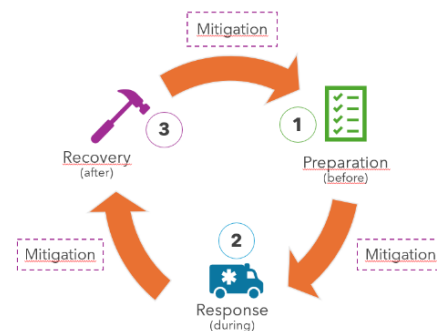 Mitigation
1
Preparation
(before)
3
Recovery
(after)
Mitigation
Mitigation
2
Response
(during)